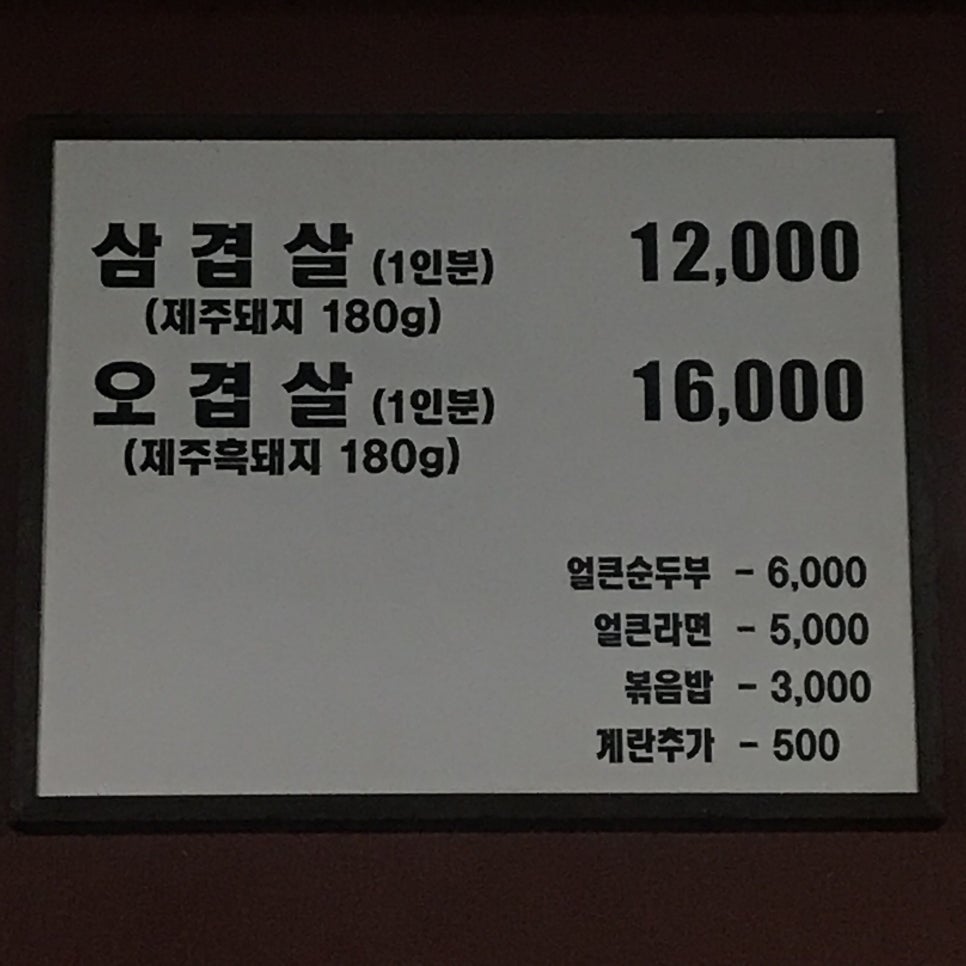 삼겹살 (1인분) 12,000
(제주돼지 180g)
오겹살 (1인분) 16,000
(제주흑돼지 180g)
얼큰순두부 - 6,000
얼큰라면 - 5,000
볶음밥 - 3,000
계란추가 - 500